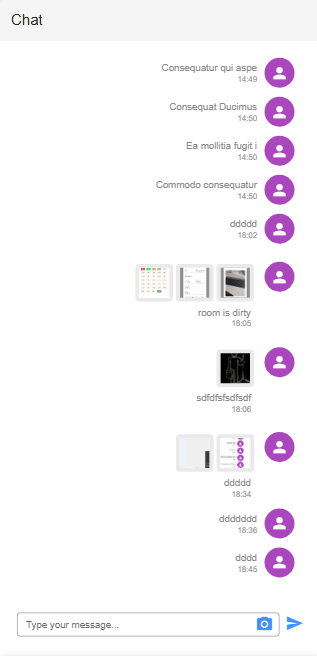 Chat
Consequatur qui aspe
14:49
Consequat Ducimus
14:50
Ea mollitia fugit i
14:50
Commodo consequatur
14:50
ddddd
18:02
room is dirty
18:05
sdfdfsfsdfsdf
18:06
ddddd
18:34
ddddddd
18:36
dddd
18:45
Type your message...